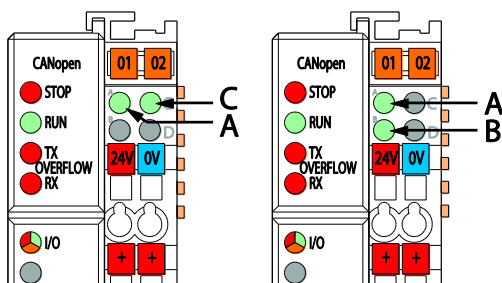 CANopen
01 02
STOP
A C
C
RUN
B D
A
TX
OVERFLOW
24V 0V
RX
I/O
+ +
CANopen
01 02
STOP
A C
A
RUN
B D
B
TX
OVERFLOW
24V 0V
RX
I/O
+ +